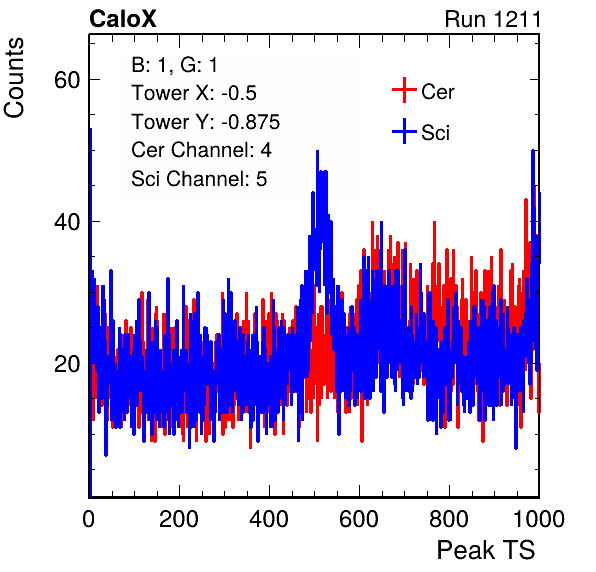 CaloX Run 1211
Counts
B: 1, G: 1
Tower X: -0.5
Tower Y: -0.875
Cer Channel: 4
Sci Channel: 5
Cer
Sci
60
40
20
0 200 400 600 800 1000
Peak TS